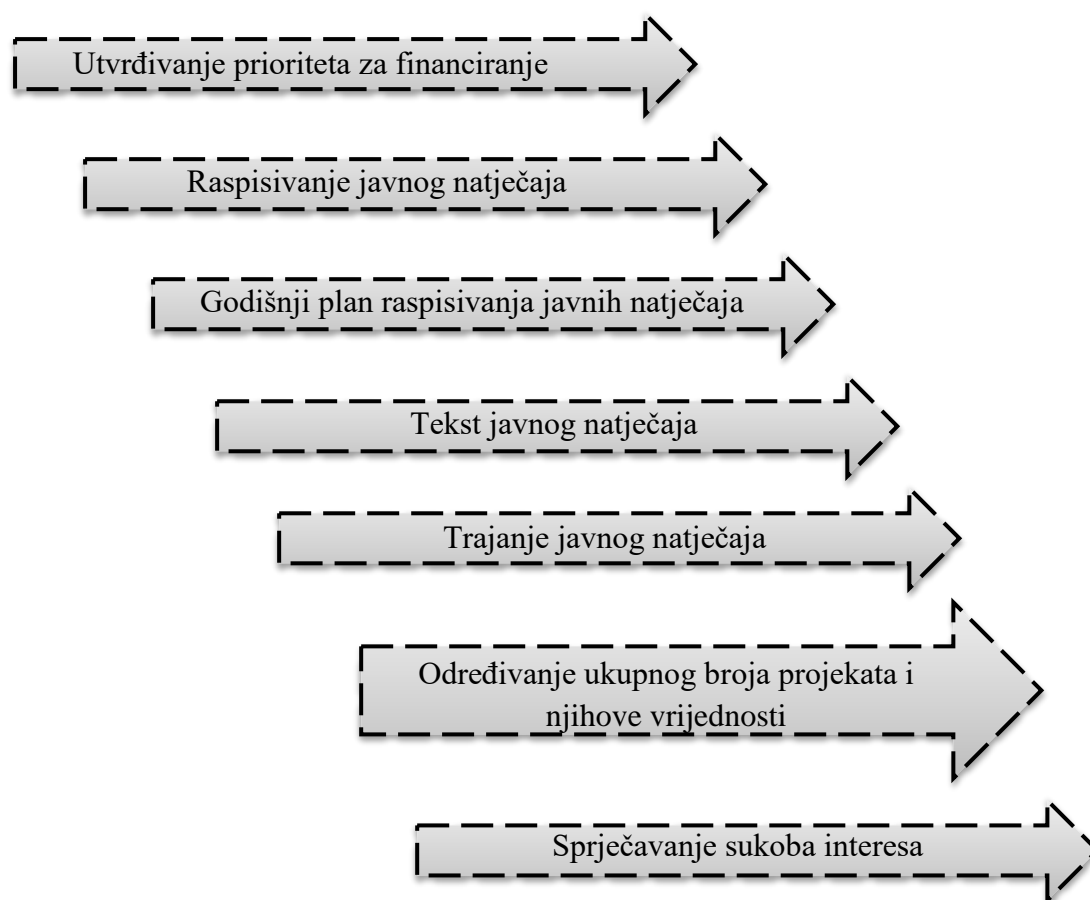 Utvrđivanje prioriteta za financiranje
Raspisivanje javnog natječaja
Godišnji plan raspisivanja javnih natječaja
Tekst javnog natječaja
Trajanje javnog natječaja
Određivanje ukupnog broja projekata i
njihove vrijednosti
Sprječavanje sukoba interesa